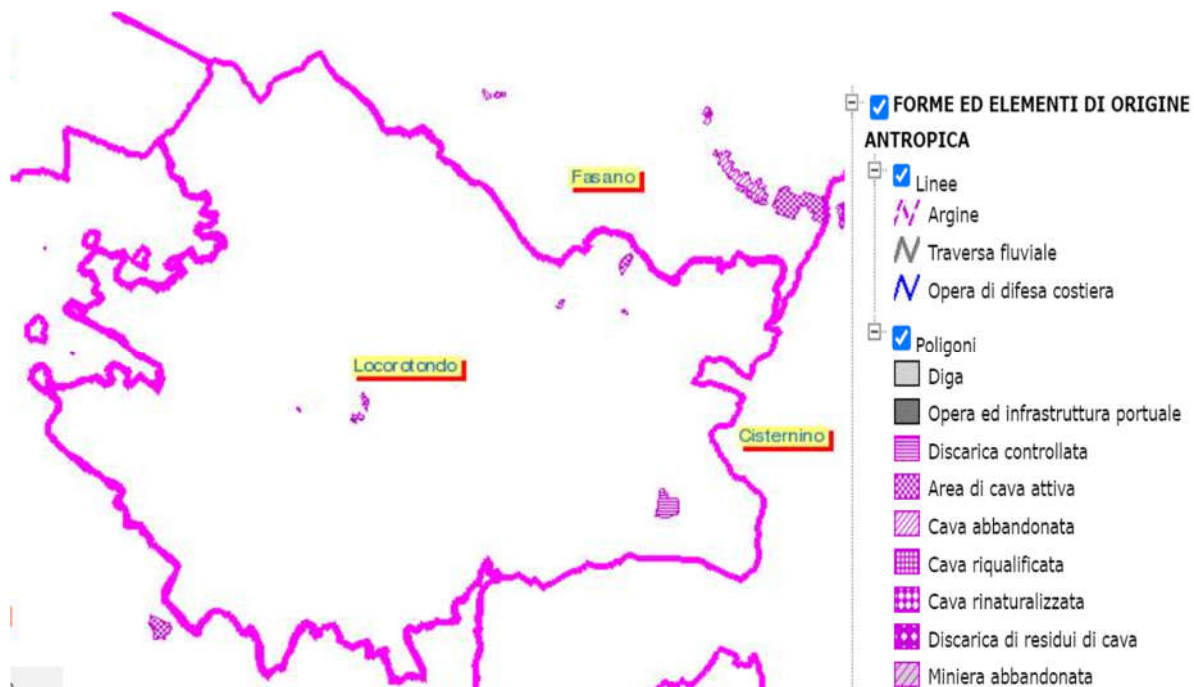 Fasano
Locorotondo
Cisternino
FORME ED ELEMENTI DI ORIGINE
ANTROPICA
Linee
Argine
Traversa fluviale
Opera di difesa costiera
Poligoni
Diga
Opera ed infrastruttura portuale
Discarica controllata
Area di cava attiva
Cava abbandonata
Cava riqualificata
Cava rinaturalizzata
Discarica di residui di cava
Miniera abbandonata